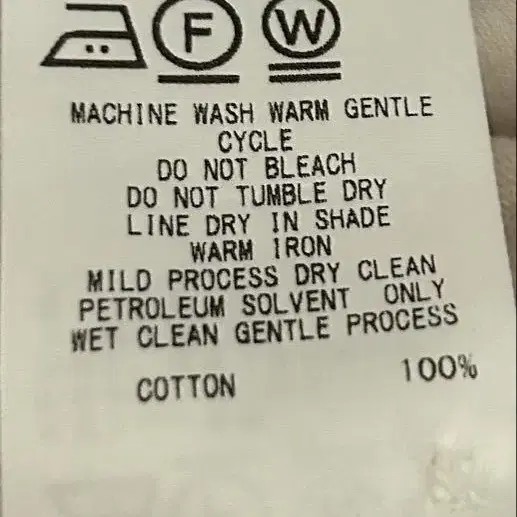 F W
MACHINE WASH WARM GENTLE
CYCLE
DO NOT BLEACH
DO NOT TUMBLE DRY
LINE DRY IN SHADE
WARM IRON
MILD PROCESS DRY CLEAN
PETROLEUM SOLVENT ONLY
WET CLEAN GENTLE PROCESS
COTTON 100%